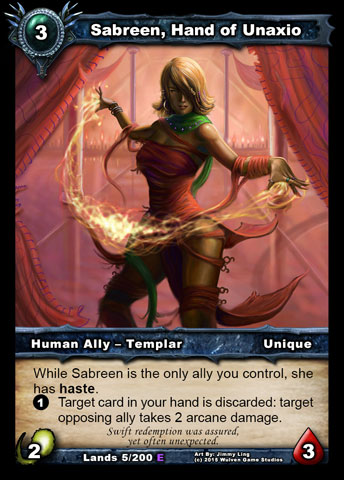 3
Sabreen, Hand of Unaxio
Human Ally – Templar
Unique
While Sabreen is the only ally you control, she
has haste.
1 Target card in your hand is discarded: target
opposing ally takes 2 arcane damage.
Swift redemption was assured,
yet often unexpected.
2
Lands 5/200 E
Art By: Jimmy Ling
(c) 2015 Wulven Game Studios
3